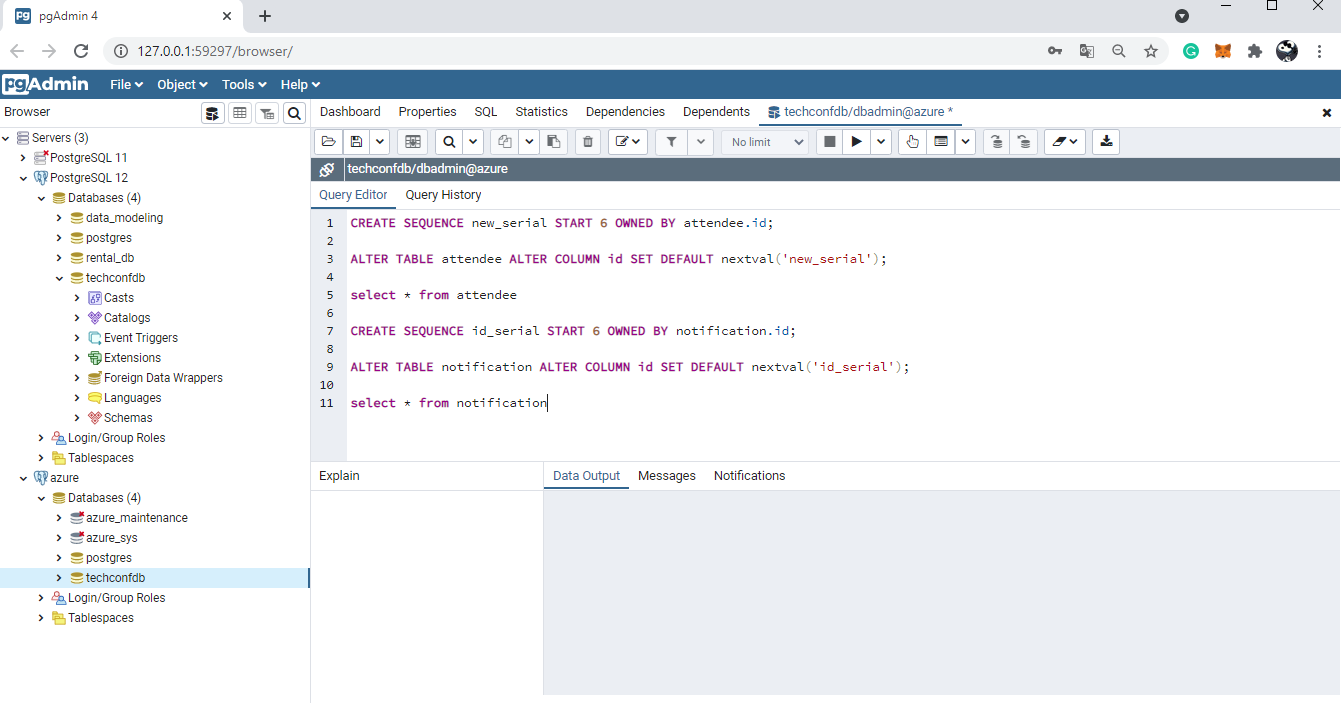 pgAdmin 4
127.0.0.1:59297/browser/
pgAdmin File Object Tools Help
Browser
Dashboard Properties SQL Statistics Dependencies Dependents techconfdb/dbadmin@azure *
No limit
techconfdb/dbadmin@azure
Query Editor Query History
Servers (3)
PostgreSQL 11
PostgreSQL 12
Databases (4)
data_modeling
postgres
rental_db
techconfdb
Casts
Catalogs
Event Triggers
Extensions
Foreign Data Wrappers
Languages
Schemas
Login/Group Roles
Tablespaces
azure
Databases (4)
azure_maintenance
azure_sys
postgres
techconfdb
Login/Group Roles
Tablespaces
1 CREATE SEQUENCE new_serial START 6 OWNED BY attendee.id;
2
3 ALTER TABLE attendee ALTER COLUMN id SET DEFAULT nextval('new_serial');
4
5 select * from attendee
6
7 CREATE SEQUENCE id_serial START 6 OWNED BY notification.id;
8
9 ALTER TABLE notification ALTER COLUMN id SET DEFAULT nextval('id_serial');
10
11 select * from notification
Explain
Data Output Messages Notifications